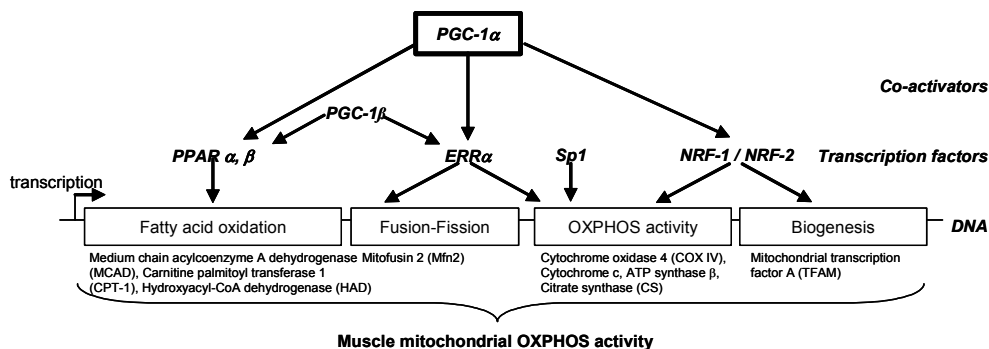 PGC-1α
Co-activators
PGC-1β
PPAR α, β
ERRα
Sp1
NRF-1 / NRF-2
Transcription factors
transcription
Fatty acid oxidation
Fusion-Fission
OXPHOS activity
Biogenesis
DNA
Medium chain acylcoenzyme A dehydrogenase
(MCAD), Carnitine palmitoyl transferase 1
(CPT-1), Hydroxyacyl-CoA dehydrogenase (HAD)
Mitofusin 2 (Mfn2)
Cytochrome oxidase 4 (COX IV),
Cytochrome c, ATP synthase β,
Citrate synthase (CS)
Mitochondrial transcription
factor A (TFAM)
Muscle mitochondrial OXPHOS activity